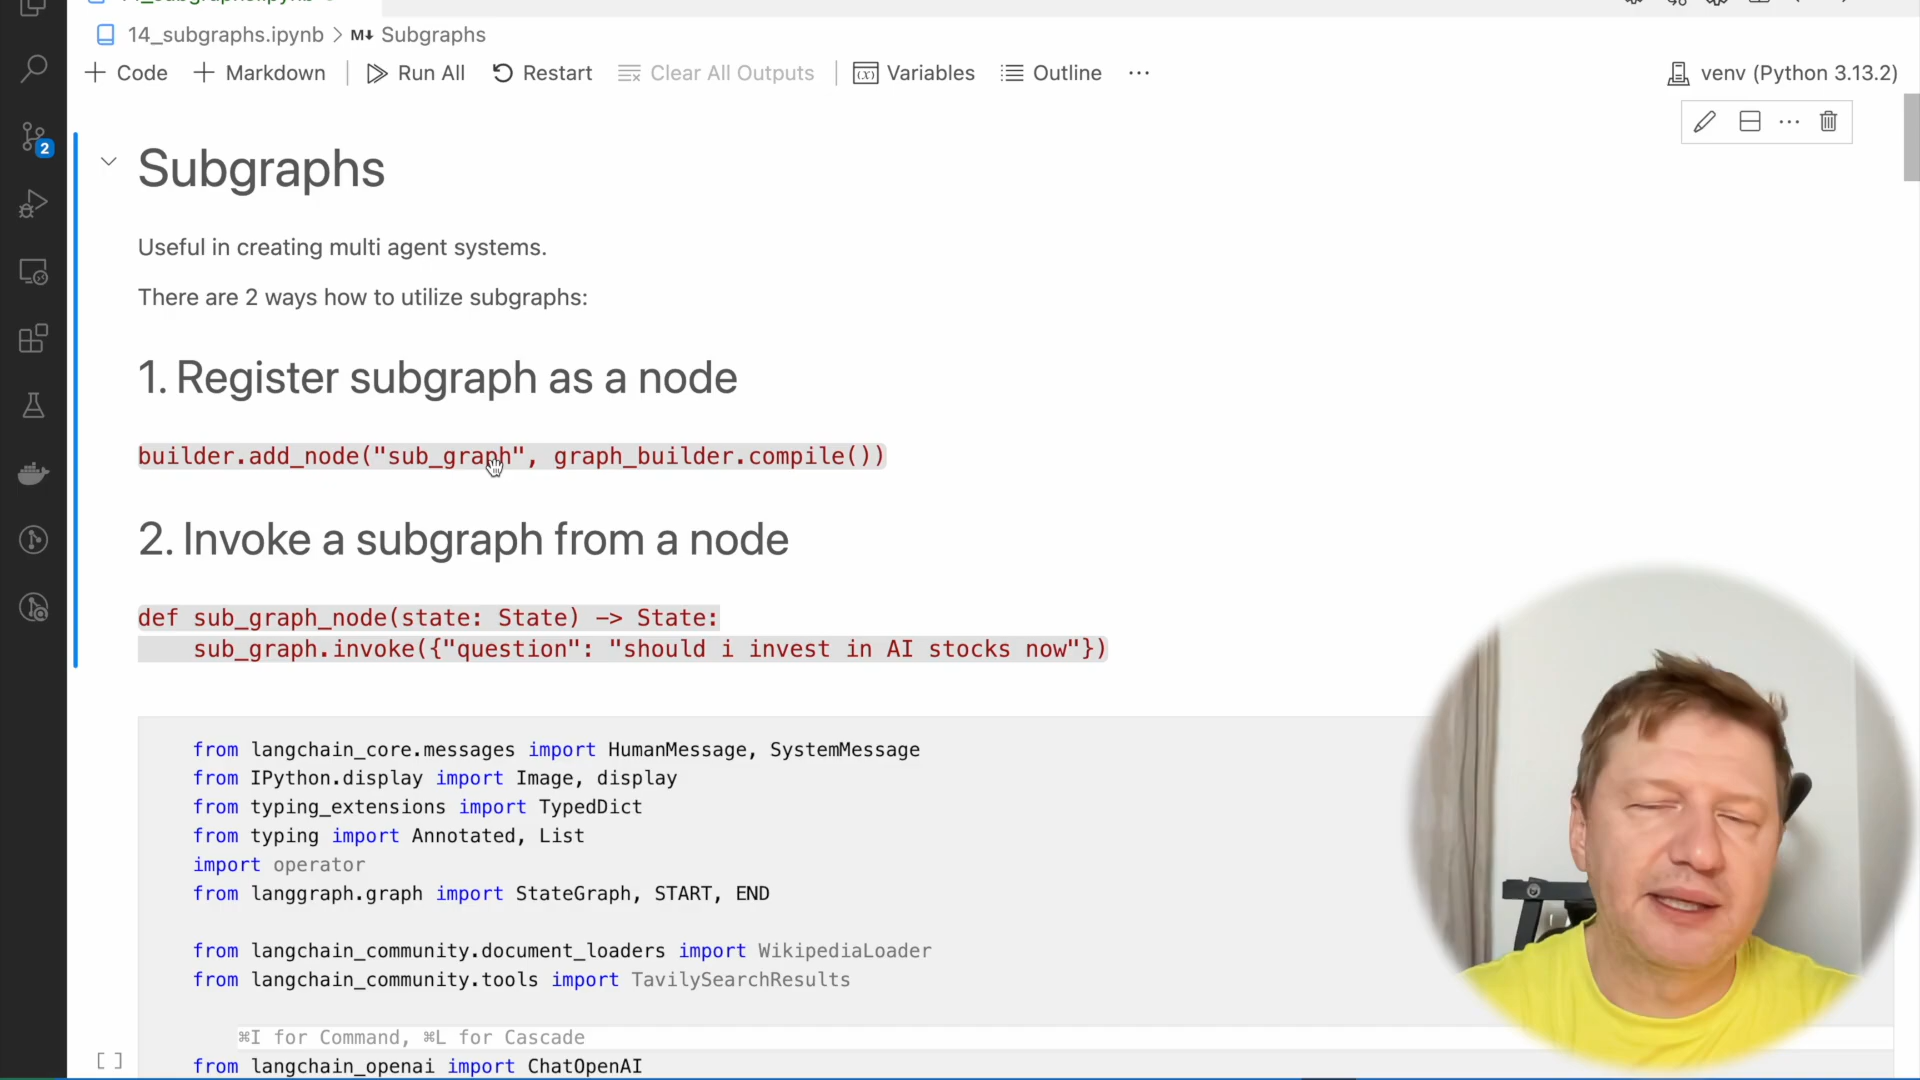 14_subgraphs.ipynb > M↓ Subgraphs
Code Markdown Run All Restart Clear All Outputs Variables Outline ... venv (Python 3.13.2)
2
Subgraphs
Useful in creating multi agent systems.
There are 2 ways how to utilize subgraphs:
1. Register subgraph as a node
builder.add_node("sub_graph", graph_builder.compile())
2. Invoke a subgraph from a node
def sub_graph_node(state: State) -> State:
    sub_graph.invoke({"question": "should i invest in AI stocks now"})
from langchain_core.messages import HumanMessage, SystemMessage
from IPython.display import Image, display
from typing_extensions import TypedDict
from typing import Annotated, List
import operator
from langgraph.graph import StateGraph, START, END
from langchain_community.document_loaders import WikipediaLoader
from langchain_community.tools import TavilySearchResults
⌘I for Command, ⌘L for Cascade
[ ]
from langchain_openai import ChatOpenAI